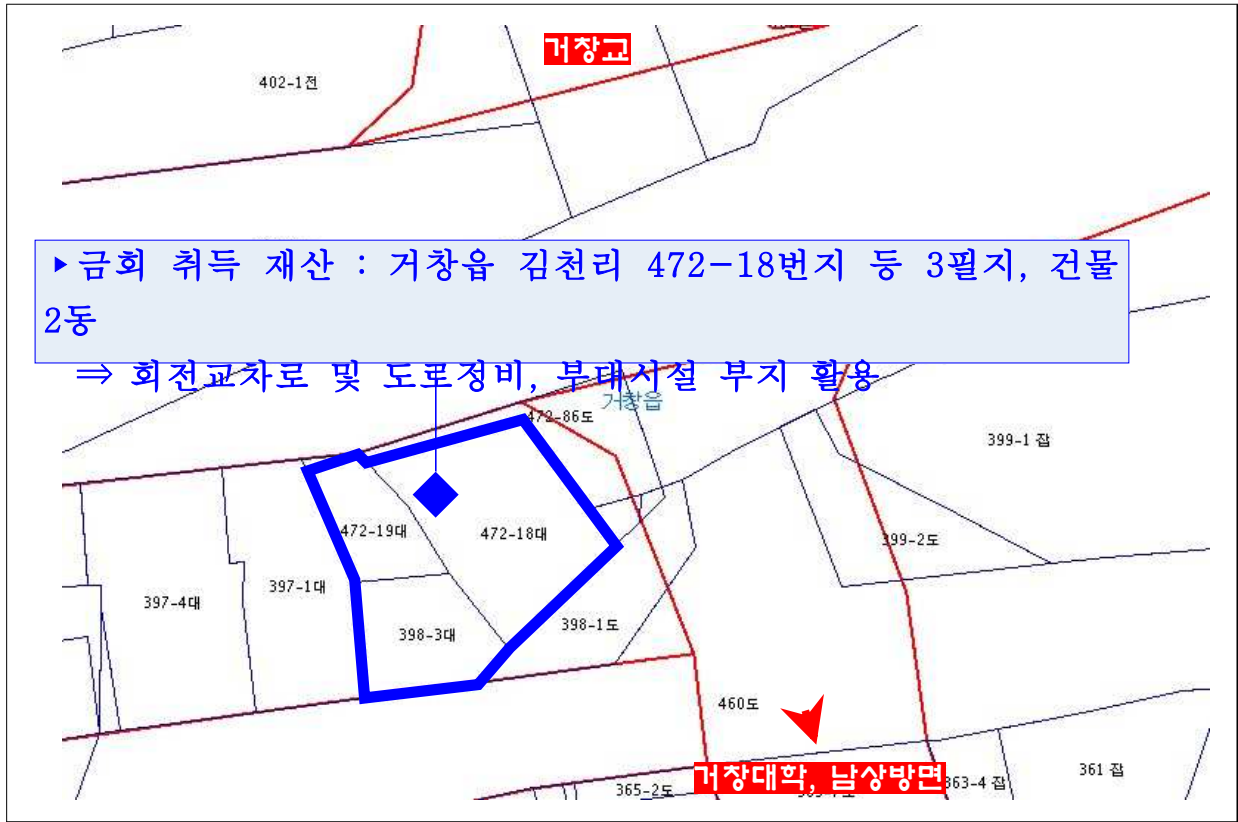 거창교
402-1전
▶금회 취득 재산 : 거창읍 김천리 472-18번지 등 3필지, 건물
2동
⇒ 회전교차로 및 도로정비, 부대시설 부지 활용
거창읍
472-86도
399-1 잡
472-19대
472-18대
399-2도
397-1대
397-4대
398-3대
398-1도
460도
거창대학, 남상방면
361 잡
363-4 잡
365-2도